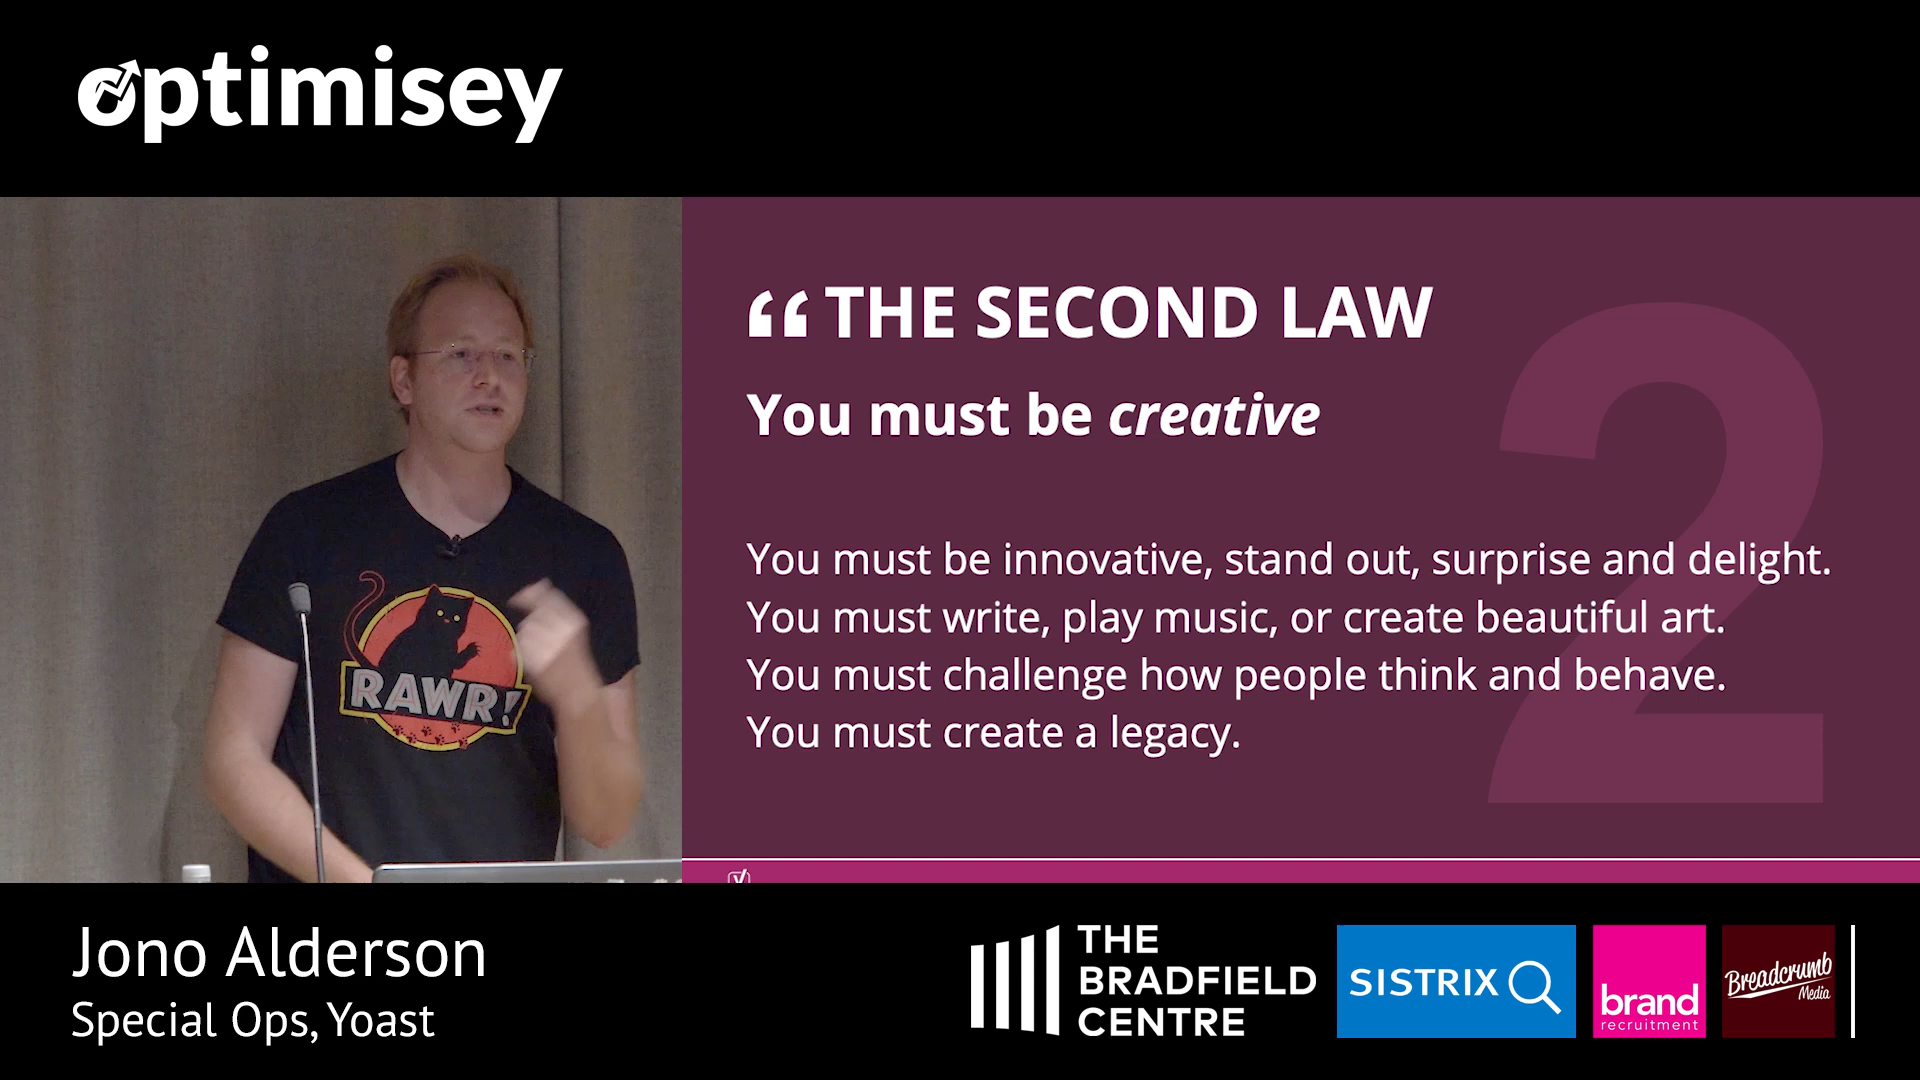 optimisey
“ THE SECOND LAW
You must be creative
2
You must be innovative, stand out, surprise and delight.
You must write, play music, or create beautiful art.
You must challenge how people think and behave.
You must create a legacy.
RAWR!
Jono Alderson
Special Ops, Yoast
THE
BRADFIELD
CENTRE
SISTRIX
brand
recruitment
Breadcrumb
Media